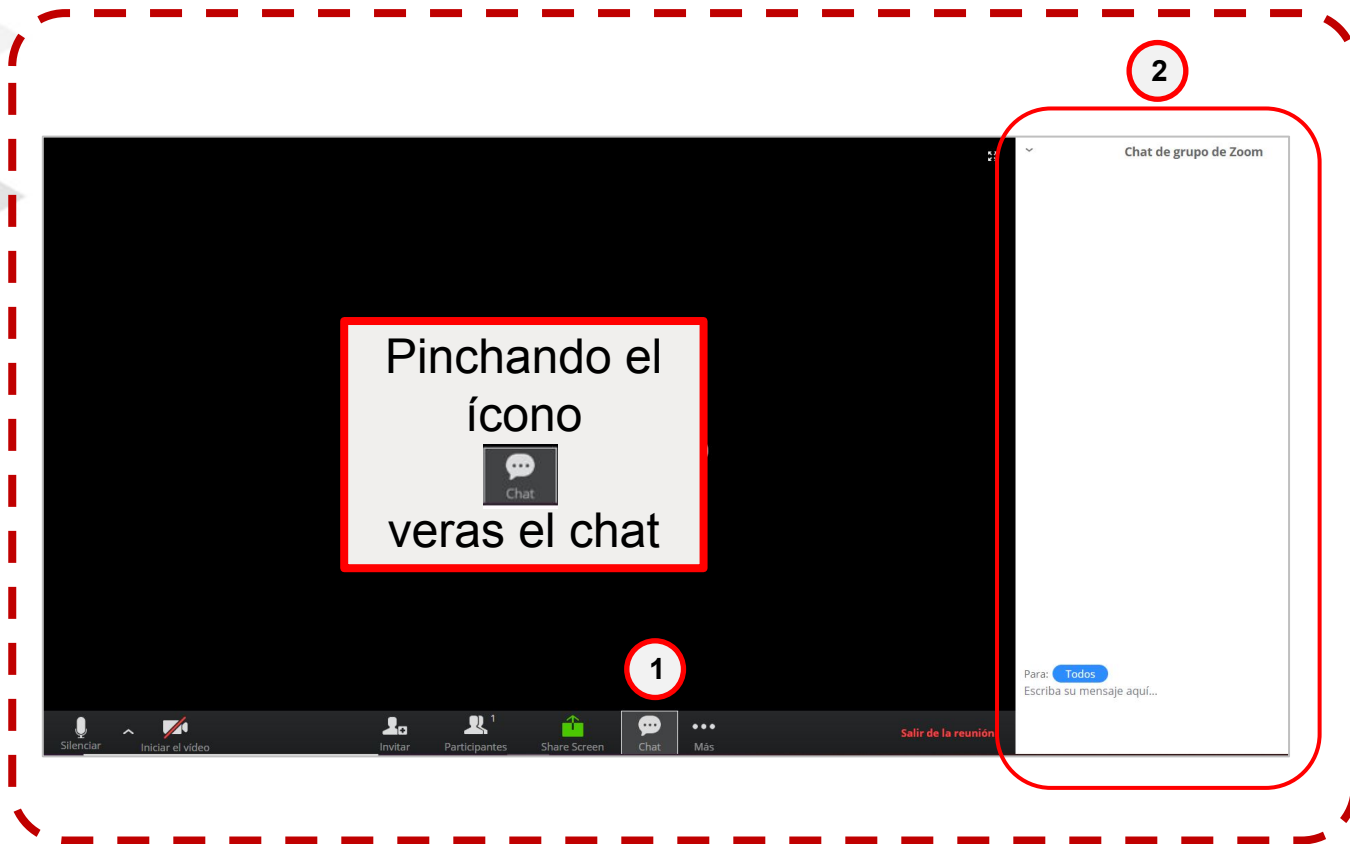 2
Chat de grupo de Zoom
Pinchando el
ícono
Chat
veras el chat
1
Para: Todos
Escriba su mensaje aquí...
Silenciar
Iniciar el vídeo
Invitar
1
Participantes
Share Screen
Chat
Más
Salir de la reunión